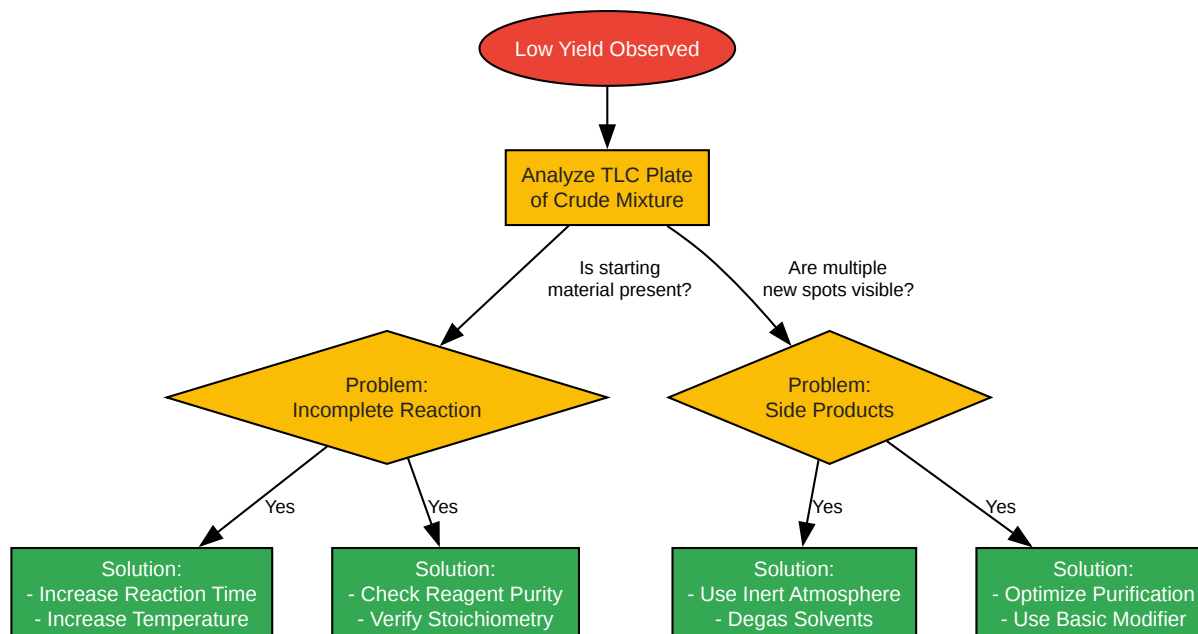 Low Yield Observed
Analyze TLC Plate
of Crude Mixture
Is starting
material present?
Are multiple
new spots visible?
Problem:
Incomplete Reaction
Problem:
Side Products
Yes
Yes
Yes
Yes
Solution:
- Increase Reaction Time
- Increase Temperature
Solution:
- Check Reagent Purity
- Verify Stoichiometry
Solution:
- Use Inert Atmosphere
- Degas Solvents
Solution:
- Optimize Purification
- Use Basic Modifier